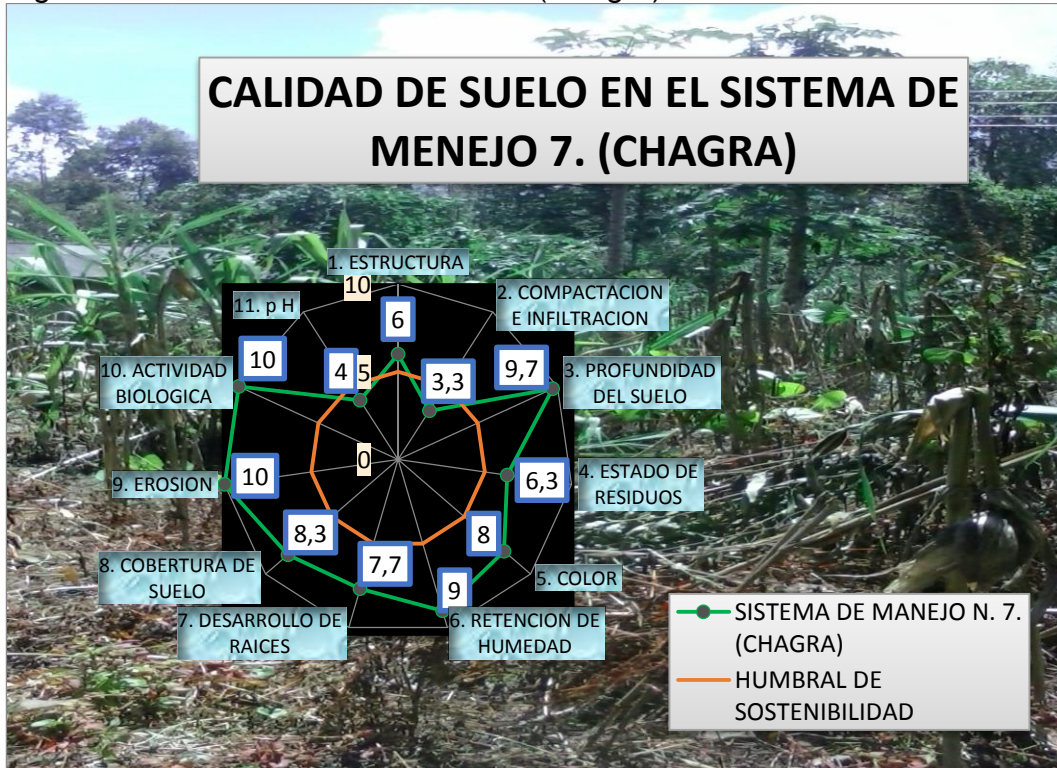 CALIDAD DE SUELO EN EL SISTEMA DE
MENEJO 7. (CHAGRA)
1. ESTRUCTURA
10
5
0
2. COMPACTACION
E INFILTRACION
3. PROFUNDIDAD
DEL SUELO
4. ESTADO DE
RESIDUOS
5. COLOR
6. RETENCION DE
HUMEDAD
7. DESARROLLO DE
RAICES
8. COBERTURA DE
SUELO
9. EROSION
10. ACTIVIDAD
BIOLOGICA
11. p H
6
3,3
9,7
6,3
8
9
7,7
8,3
10
10
4
SISTEMA DE MANEJO N. 7.
(CHAGRA)
HUMBRAL DE
SOSTENIBILIDAD